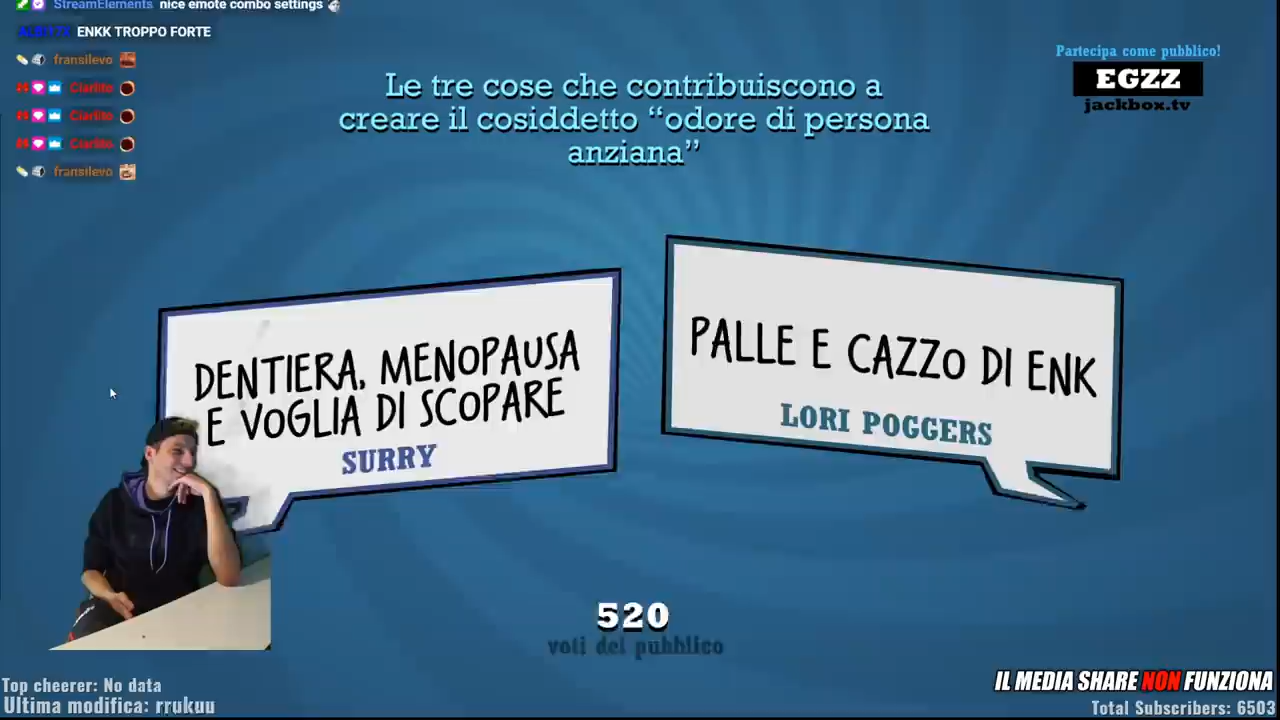 StreamElements nice emote combo settings
ENKK TROPPO FORTE
fransilevo
Ciarlito
Ciarlito
Ciarlito
fransilevo
Partecipa come pubblico!
EGZZ
jackbox.tv
Le tre cose che contribuiscono a
creare il cosiddetto “odore di persona
anziana”
DENTIERA, MENOPAUSA
E VOGLIA DI SCOPARE
SURRY
PALLE E CAZZO DI ENK
LORI POGGERS
520
voti del pubblico
Top cheerer: No data
Ultima modifica: rrukuu
IL MEDIA SHARE NON FUNZIONA
Total Subscribers: 6503